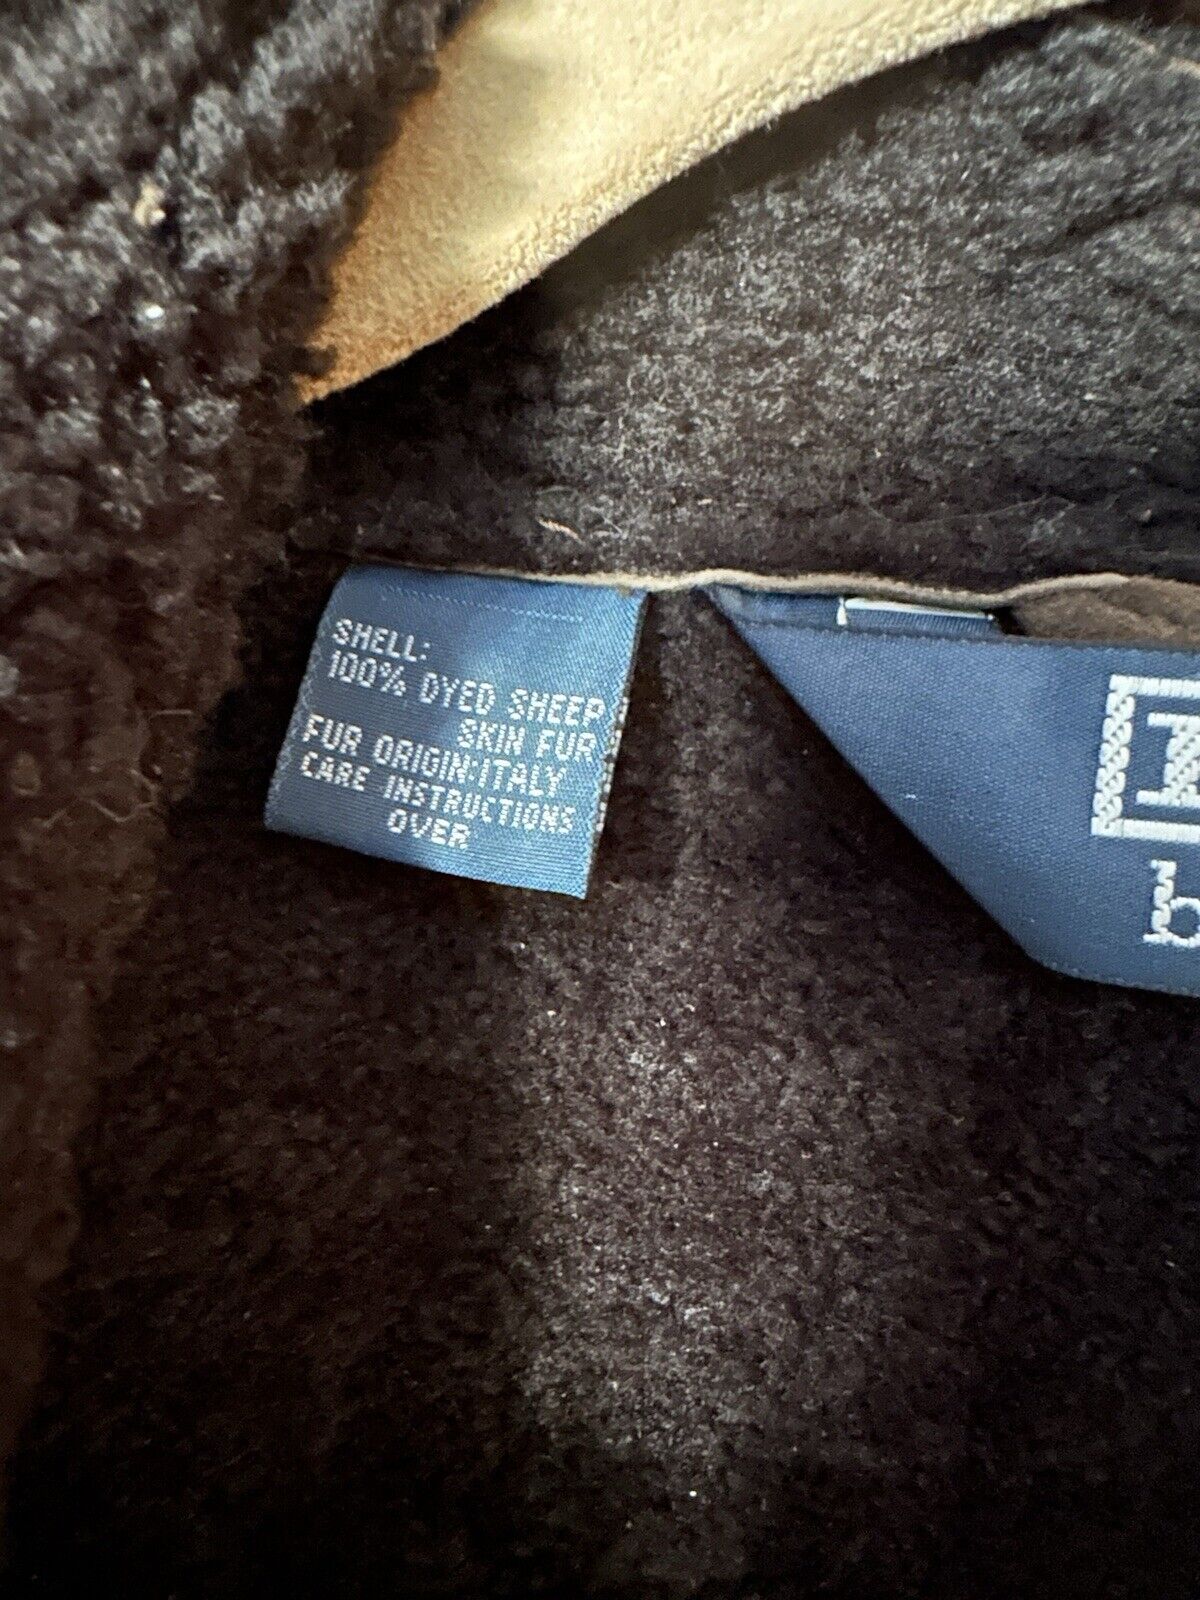 SHELL:
100% DYED SHEEP
SKIN FUR
FUR ORIGIN:ITALY
CARE INSTRUCTIONS
OVER